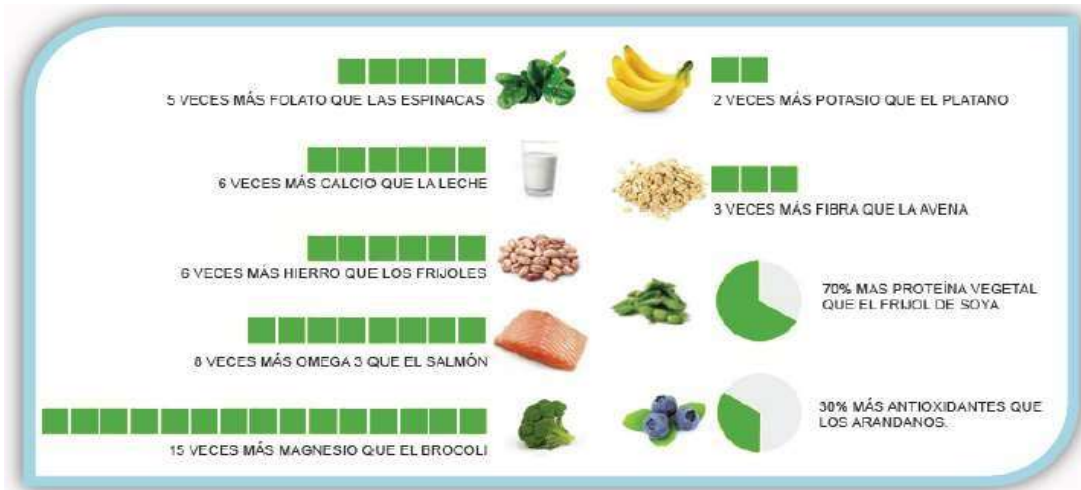 5 VECES MÁS FOLATO QUE LAS ESPINACAS
6 VECES MÁS CALCIO QUE LA LECHE
6 VECES MÁS HIERRO QUE LOS FRIJOLES
8 VECES MÁS OMEGA 3 QUE EL SALMÓN
15 VECES MÁS MAGNESIO QUE EL BROCOLI
2 VECES MÁS POTASIO QUE EL PLATANO
3 VECES MÁS FIBRA QUE LA AVENA
70% MAS PROTEÍNA VEGETAL
QUE EL FRIJOL DE SOYA
30% MÁS ANTIOXIDANTES QUE
LOS ARANDANOS.